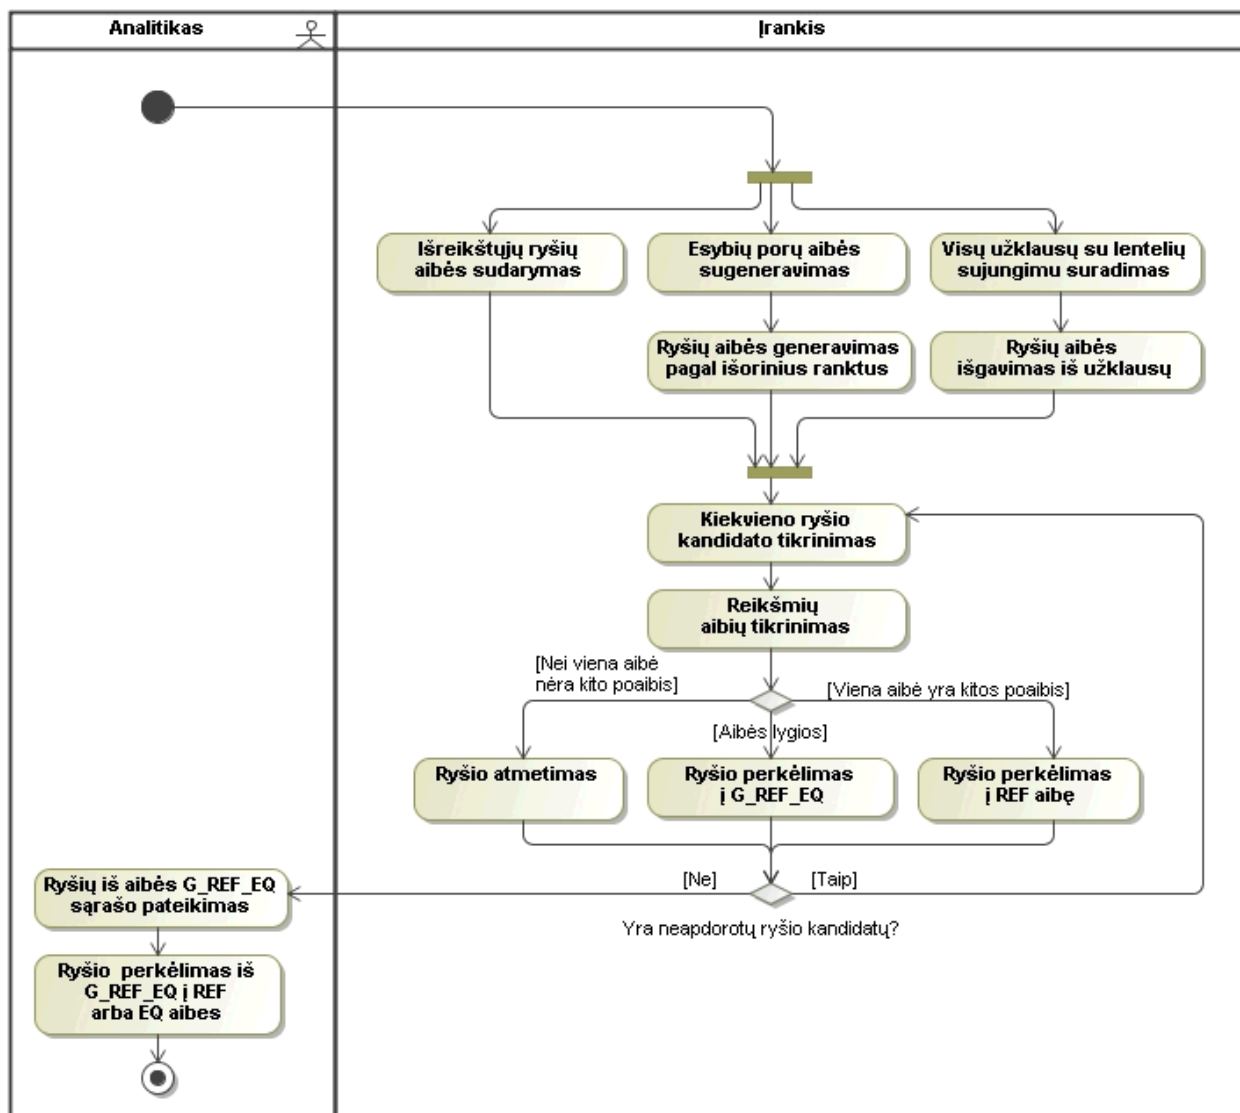 Analitikas
Įrankis
Išreikštųjų ryšių
aibės sudarymas
Esybių porų aibės
sugeneravimas
Visų užklausų su lentelių
sujungimu suradimas
Ryšių aibės generavimas
pagal išorinius ranktus
Ryšių aibės
išgavimas iš užklausų
Kiekvieno ryšio
kandidato tikrinimas
Reikšmių
aibių tikrinimas
[Nei viena aibė
nėra kito poaibis]
[Viena aibė yra kitos poaibis]
[Aibės lygios]
Ryšio atmetimas
Ryšio perkėlimas
į G_REF_EQ
Ryšio perkėlimas
į REF aibę
Ryšių iš aibės G_REF_EQ
sąrašo pateikimas
[Ne]
[Taip]
Yra neapdorotų ryšio kandidatų?
Ryšio perkėlimas iš
G_REF_EQ į REF
arba EQ aibes